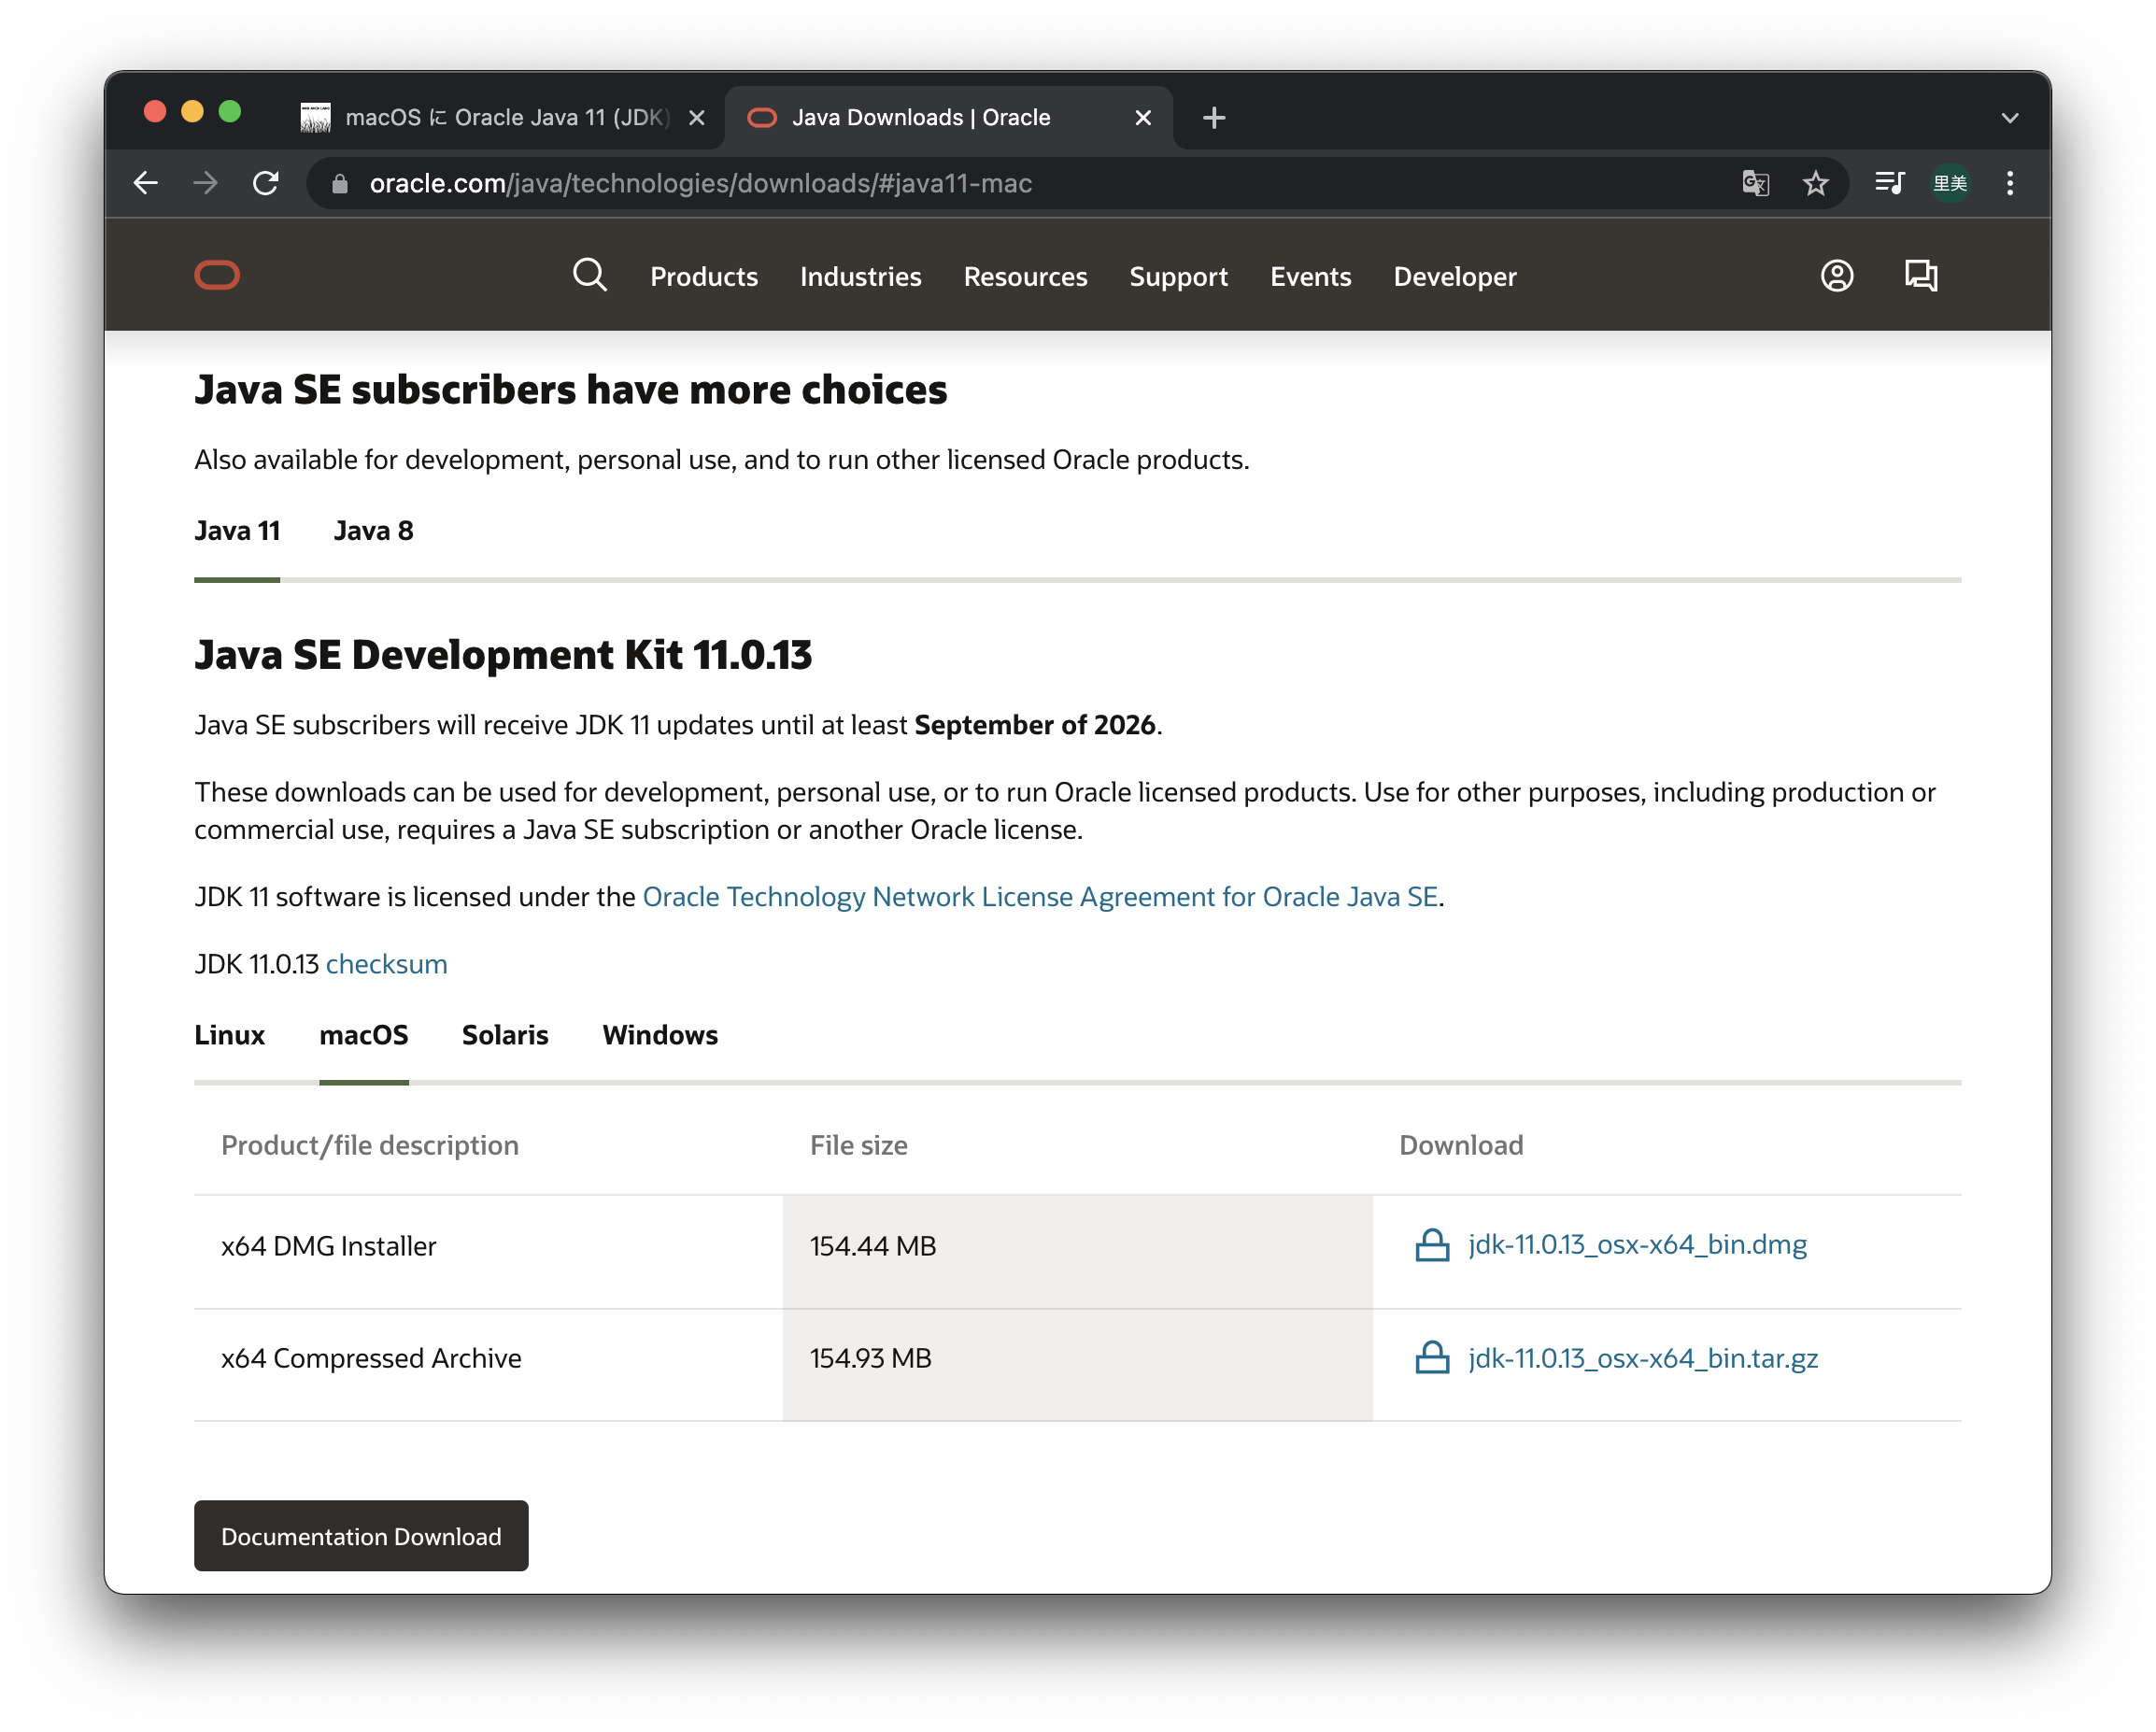 macOS に Oracle Java 11 (JDK)
Java Downloads | Oracle
oracle.com/java/technologies/downloads/#java11-mac
里美
Products Industries Resources Support Events Developer
Java SE subscribers have more choices
Also available for development, personal use, and to run other licensed Oracle products.
Java 11 Java 8
Java SE Development Kit 11.0.13
Java SE subscribers will receive JDK 11 updates until at least September of 2026.
These downloads can be used for development, personal use, or to run Oracle licensed products. Use for other purposes, including production or
commercial use, requires a Java SE subscription or another Oracle license.
JDK 11 software is licensed under the Oracle Technology Network License Agreement for Oracle Java SE.
JDK 11.0.13 checksum
Linux macOS Solaris Windows
Product/file description File size Download
x64 DMG Installer 154.44 MB jdk-11.0.13_osx-x64_bin.dmg
x64 Compressed Archive 154.93 MB jdk-11.0.13_osx-x64_bin.tar.gz
Documentation Download